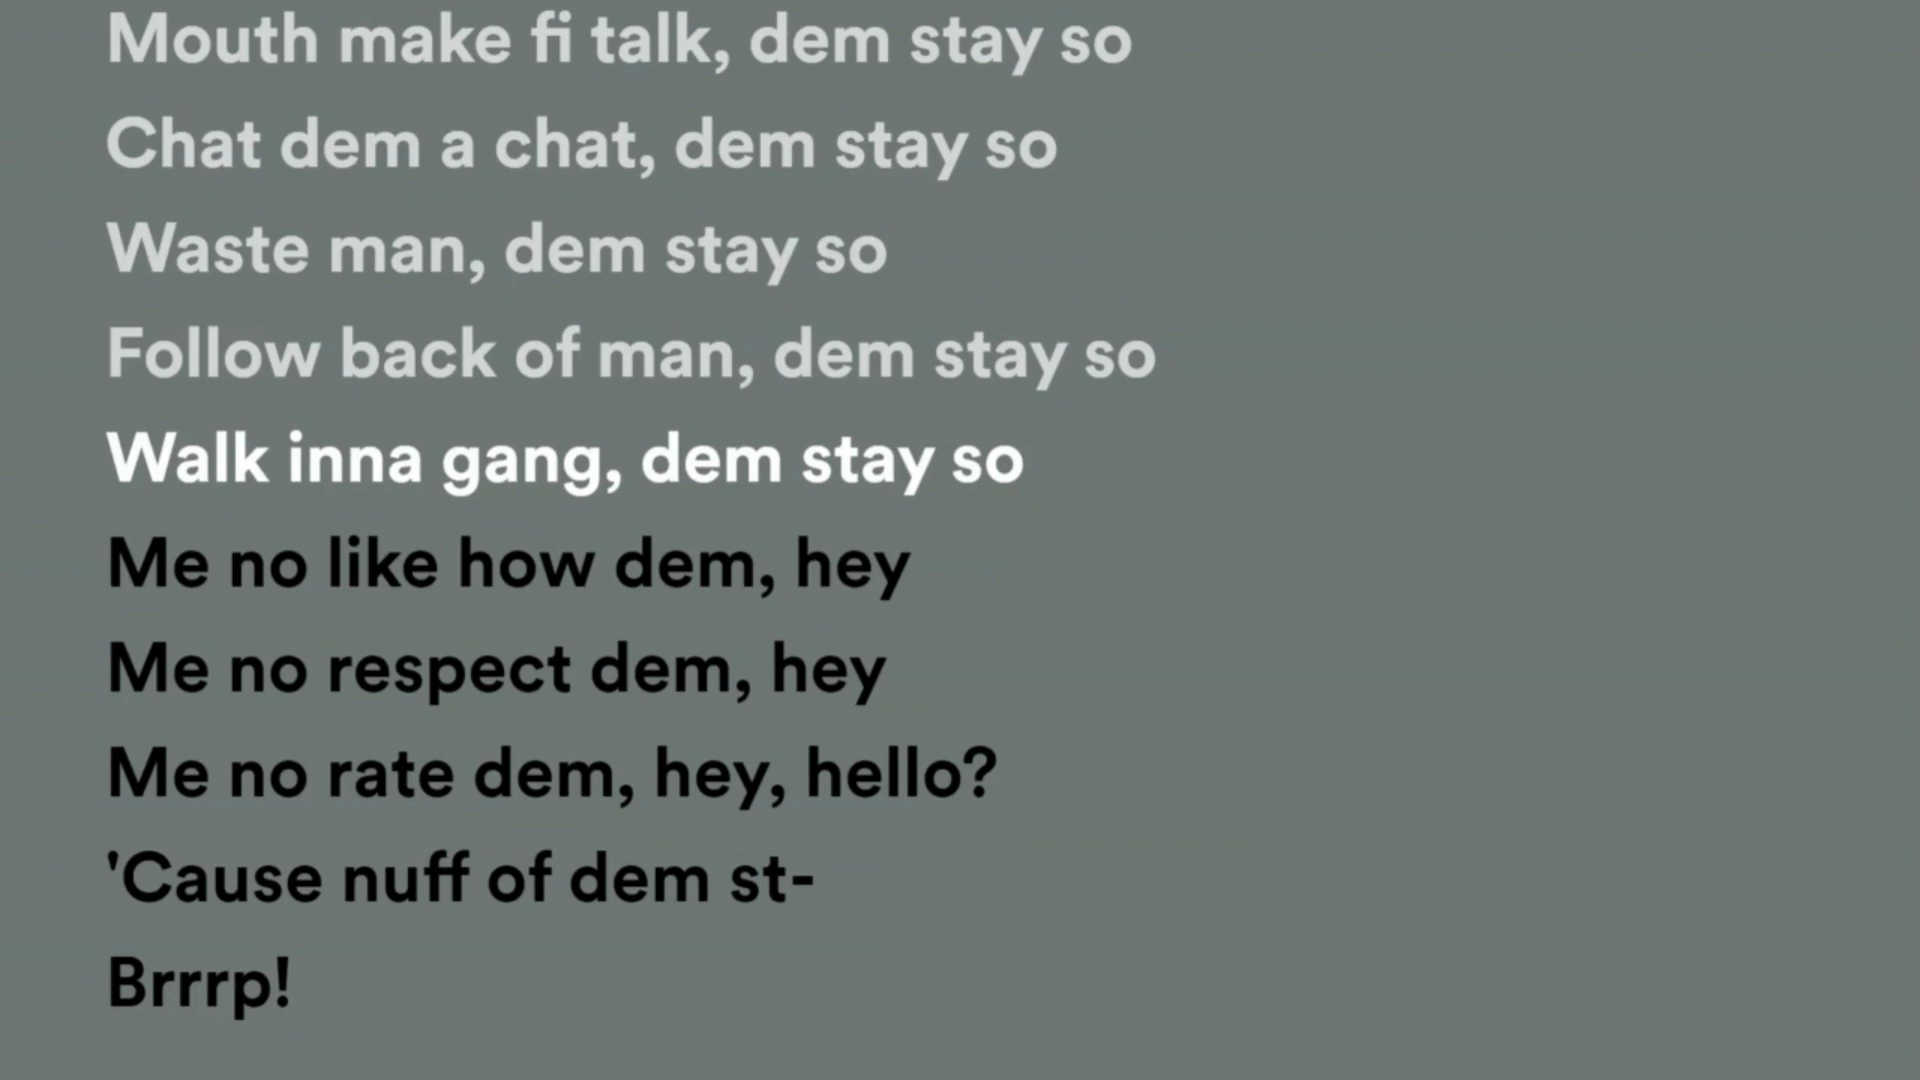 Mouth make fi talk, dem stay so
Chat dem a chat, dem stay so
Waste man, dem stay so
Follow back of man, dem stay so
Walk inna gang, dem stay so
Me no like how dem, hey
Me no respect dem, hey
Me no rate dem, hey, hello?
'Cause nuff of dem st-
Brrrp!